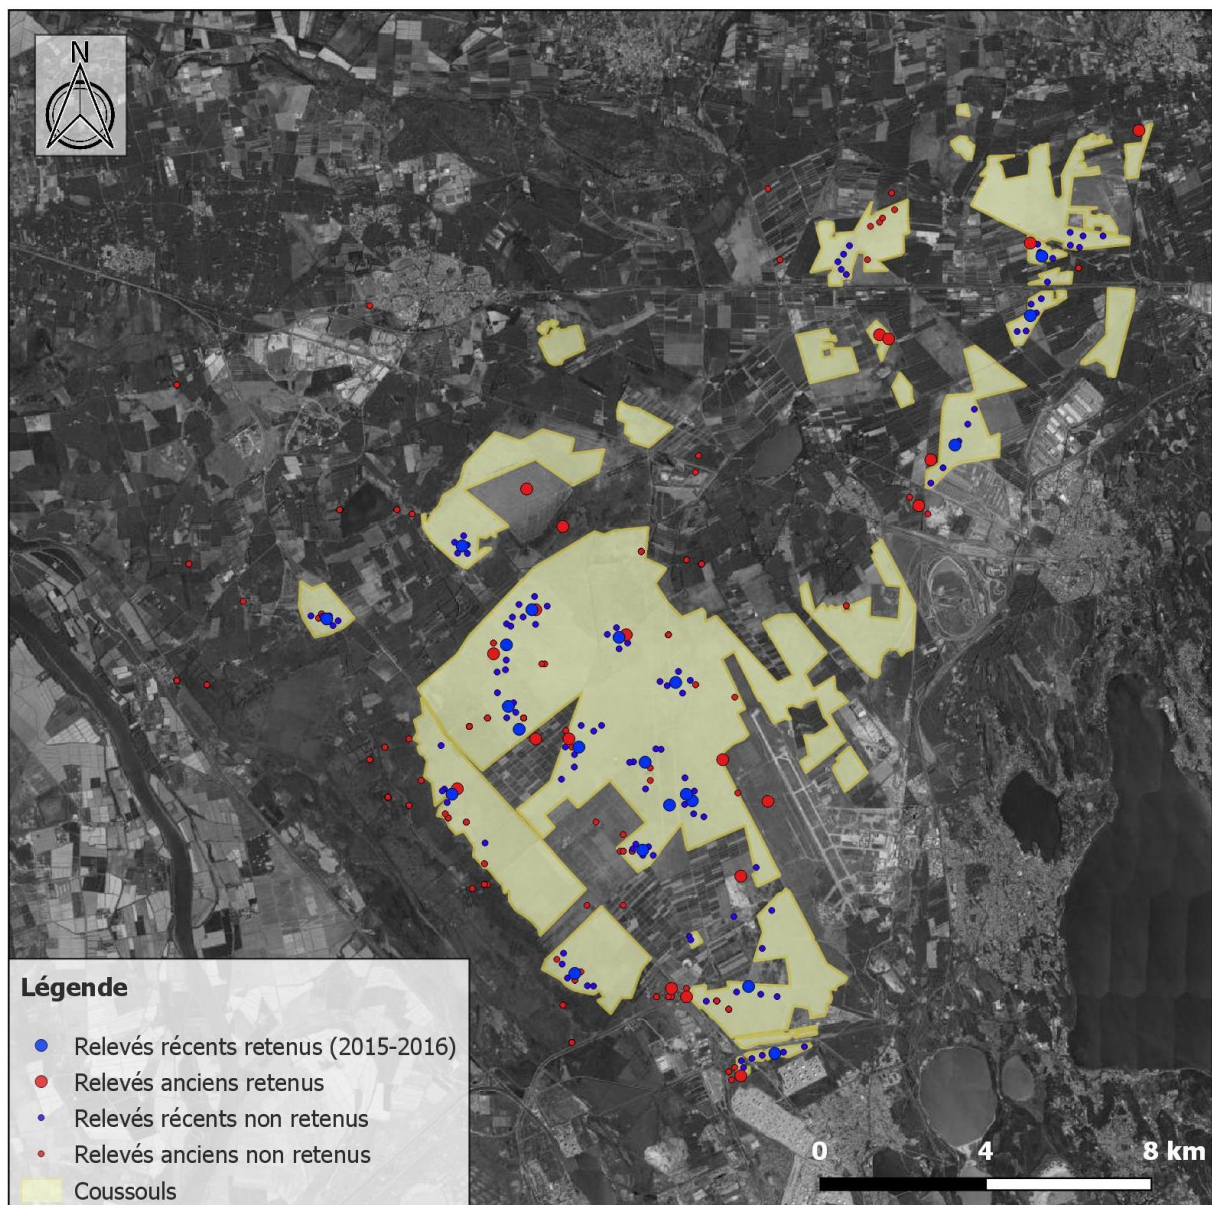 N
Légende
Relevés récents retenus (2015-2016)
Relevés anciens retenus
Relevés récents non retenus
Relevés anciens non retenus
Coussouls
0 4 8 km